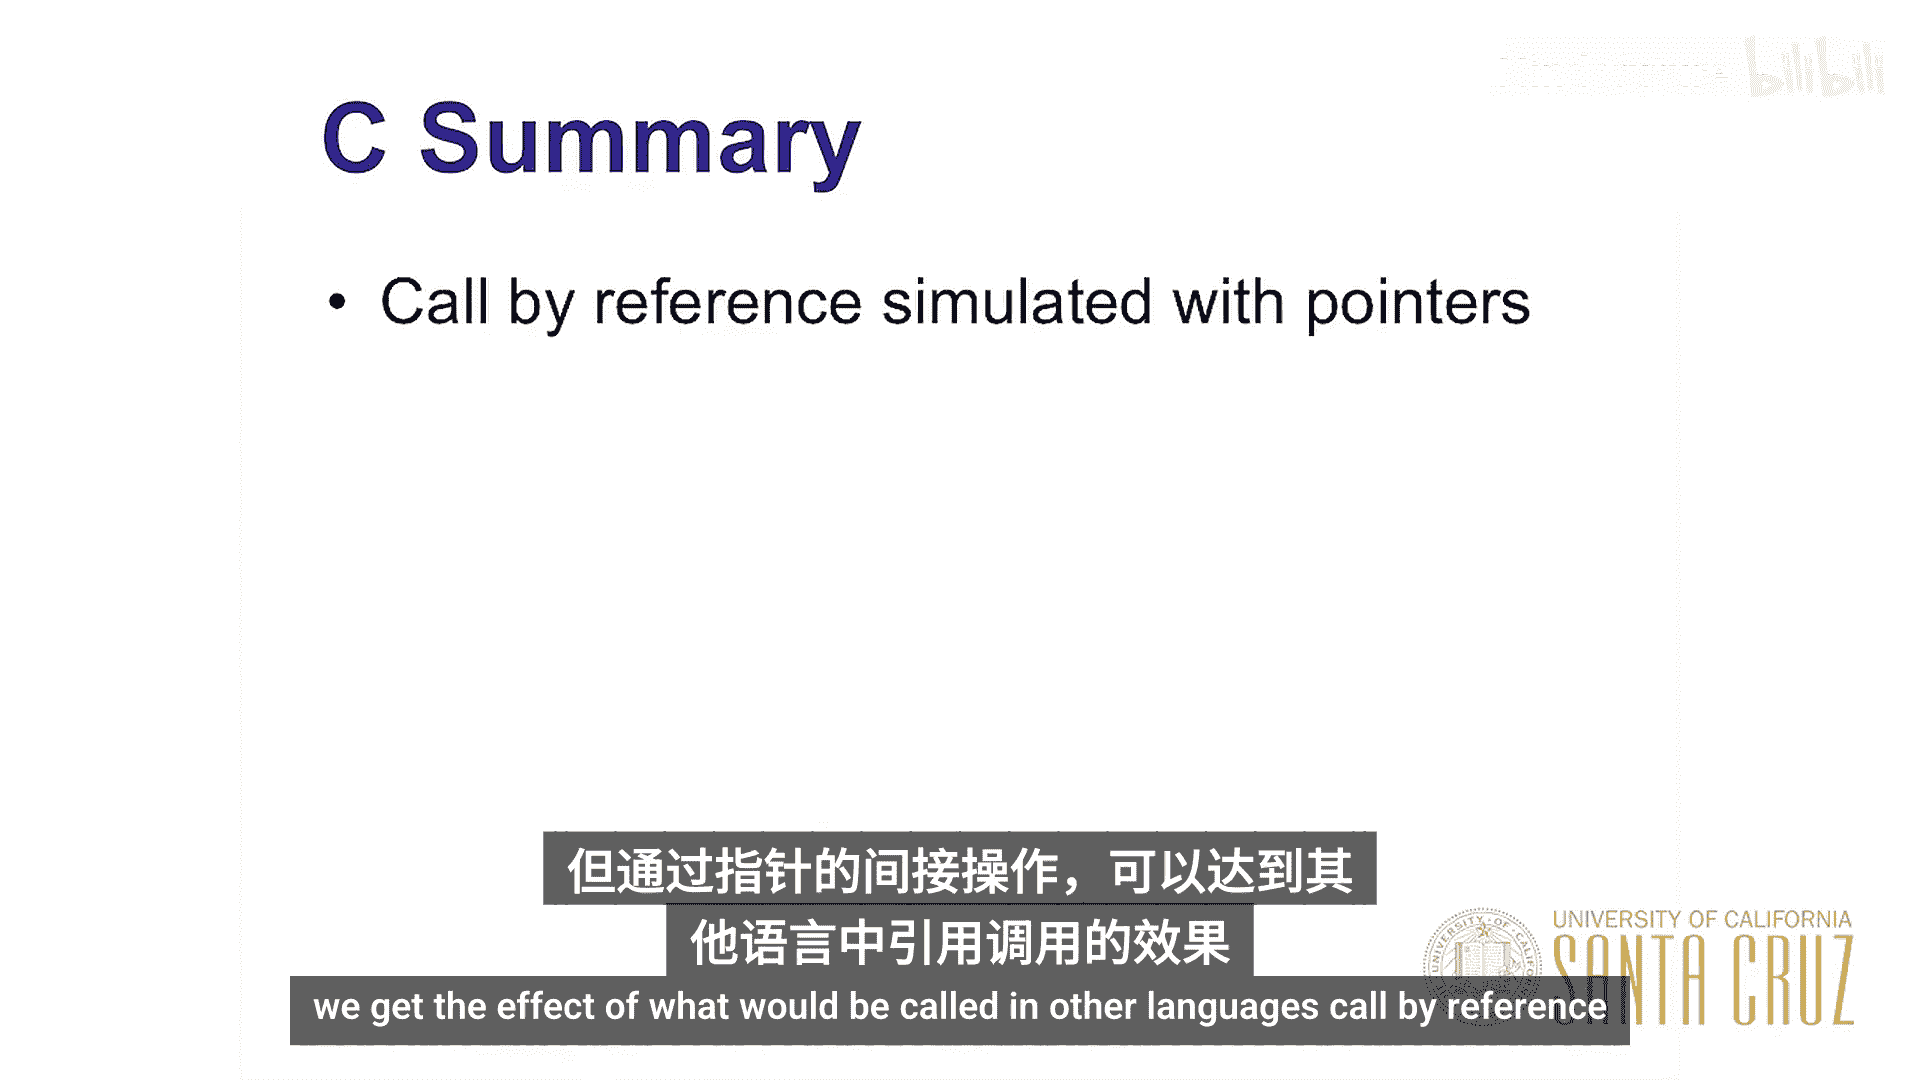 bilibili
C Summary
• Call by reference simulated with pointers
但通过指针的间接操作，可以达到其
他语言中引用调用的效果
we get the effect of what would be called in other languages call by reference
UNIVERSITY OF CALIFORNIA
SANTA CRUZ